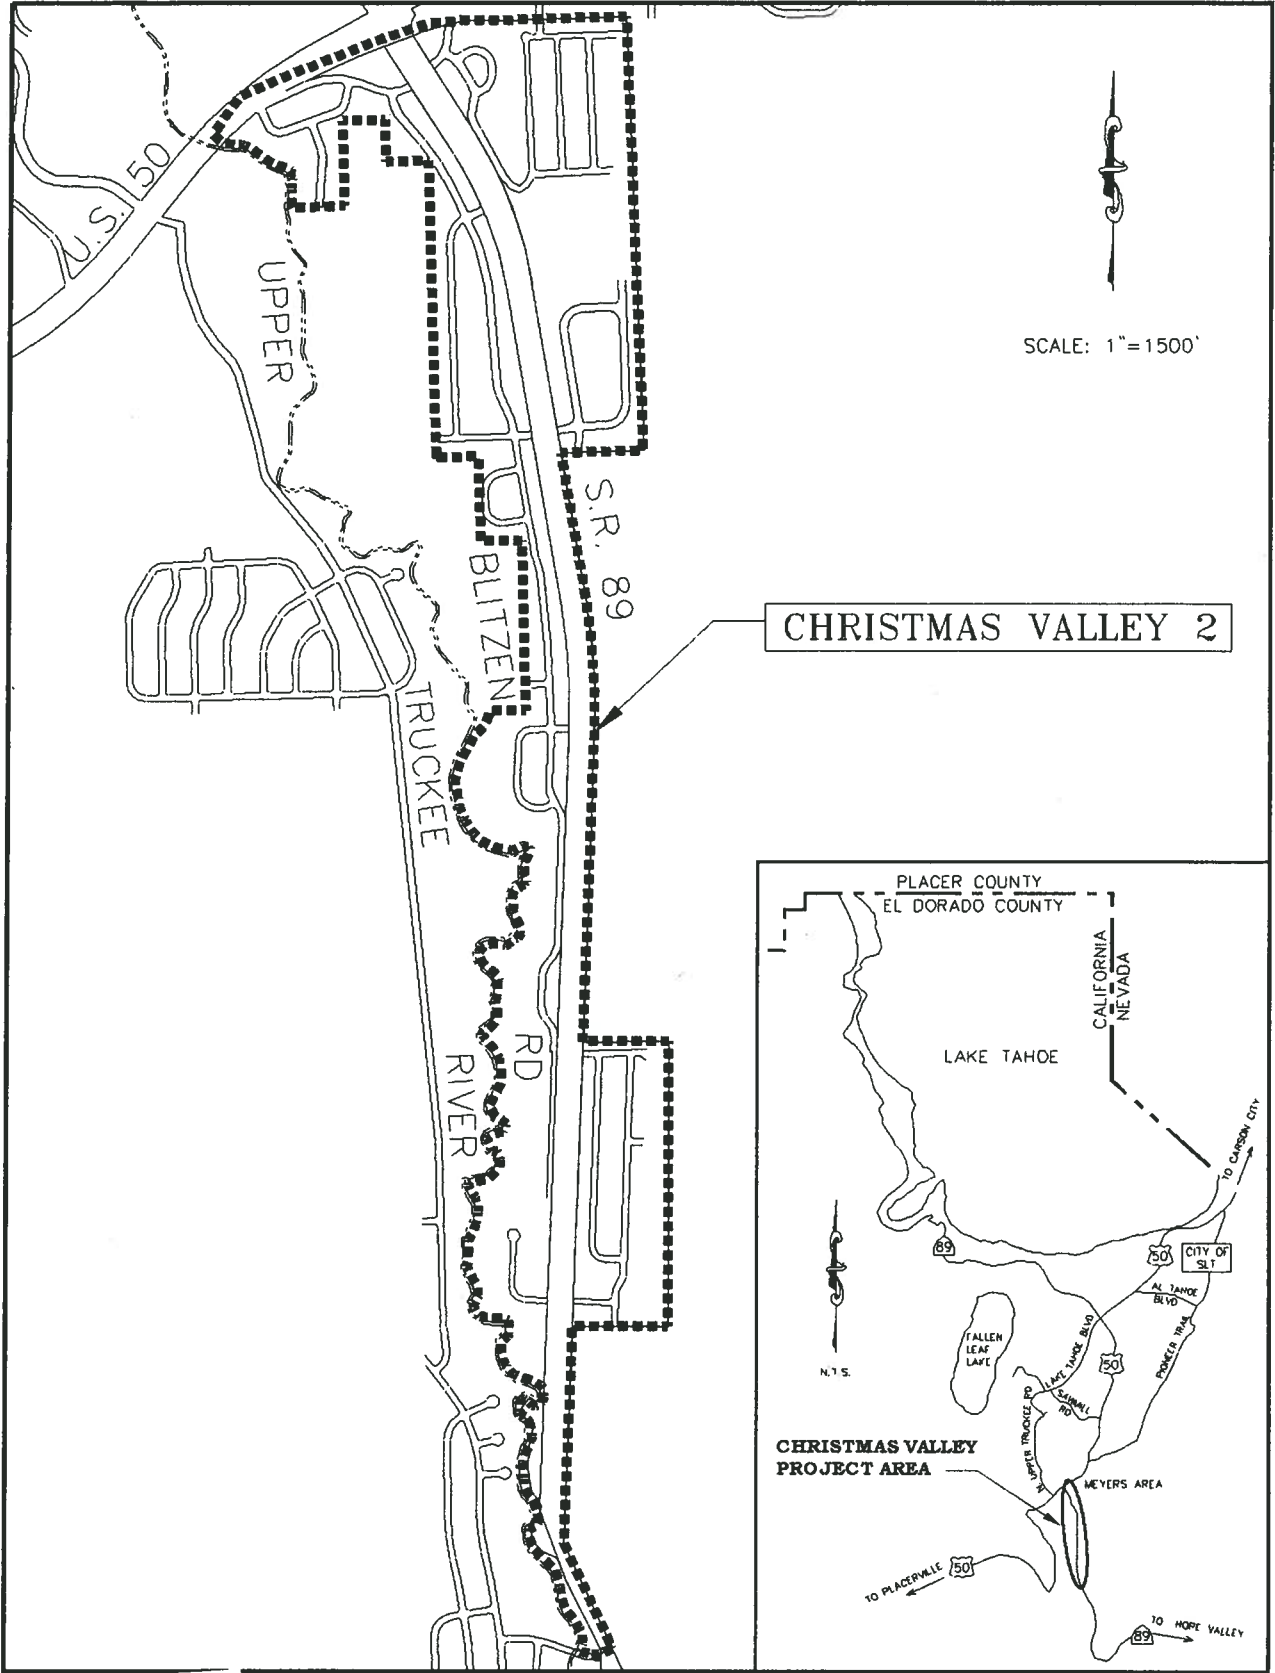 U.S. 50
UPPER
SCALE: 1"=1500'
S.R. 89
BLITZEN
CHRISTMAS VALLEY 2
TRUCKEE
RD
RIVER
PLACER COUNTY
EL DORADO COUNTY
CALIFORNIA
NEVADA
LAKE TAHOE
TO CARSON CITY
89
50
CITY OF
SLT
AL TAHOE
BLVD
FALLEN
LEAF
LAKE
LAKE TAHOE BLVD
50
PIONEER TRAIL
N.T.S.
SAWMILL
RD
N. UPPER TRUCKEE RD
CHRISTMAS VALLEY
PROJECT AREA
MEYERS AREA
TO PLACERVILLE
50
TO HOPE VALLEY
89